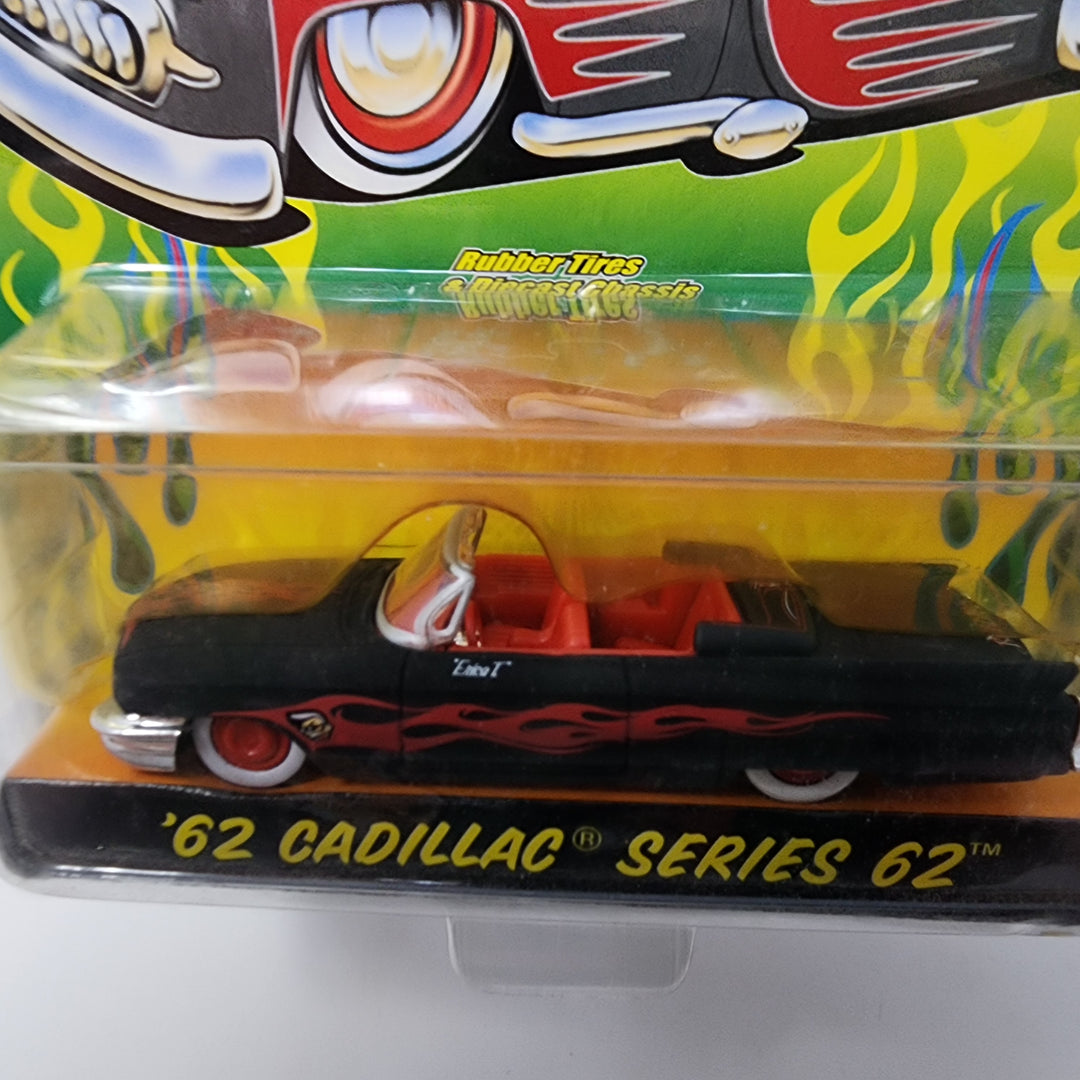 Rubber Tires
& Diecast Chassis
'62 CADILLAC® SERIES 62™